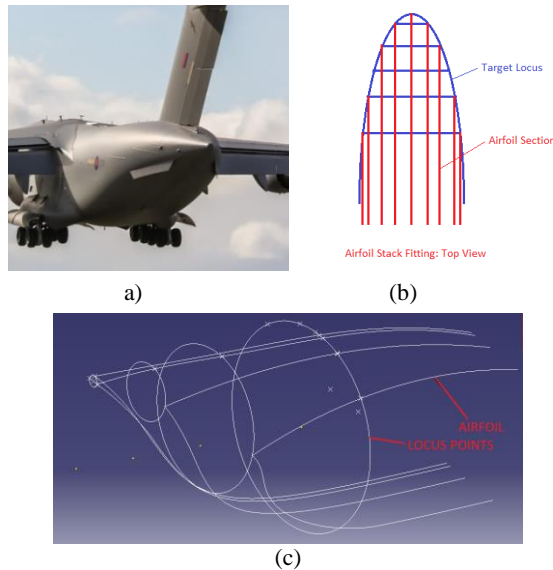 Target Locus
Airfoil Section
Airfoil Stack Fitting: Top View
a)
(b)
AIRFOIL
LOCUS POINTS
(c)